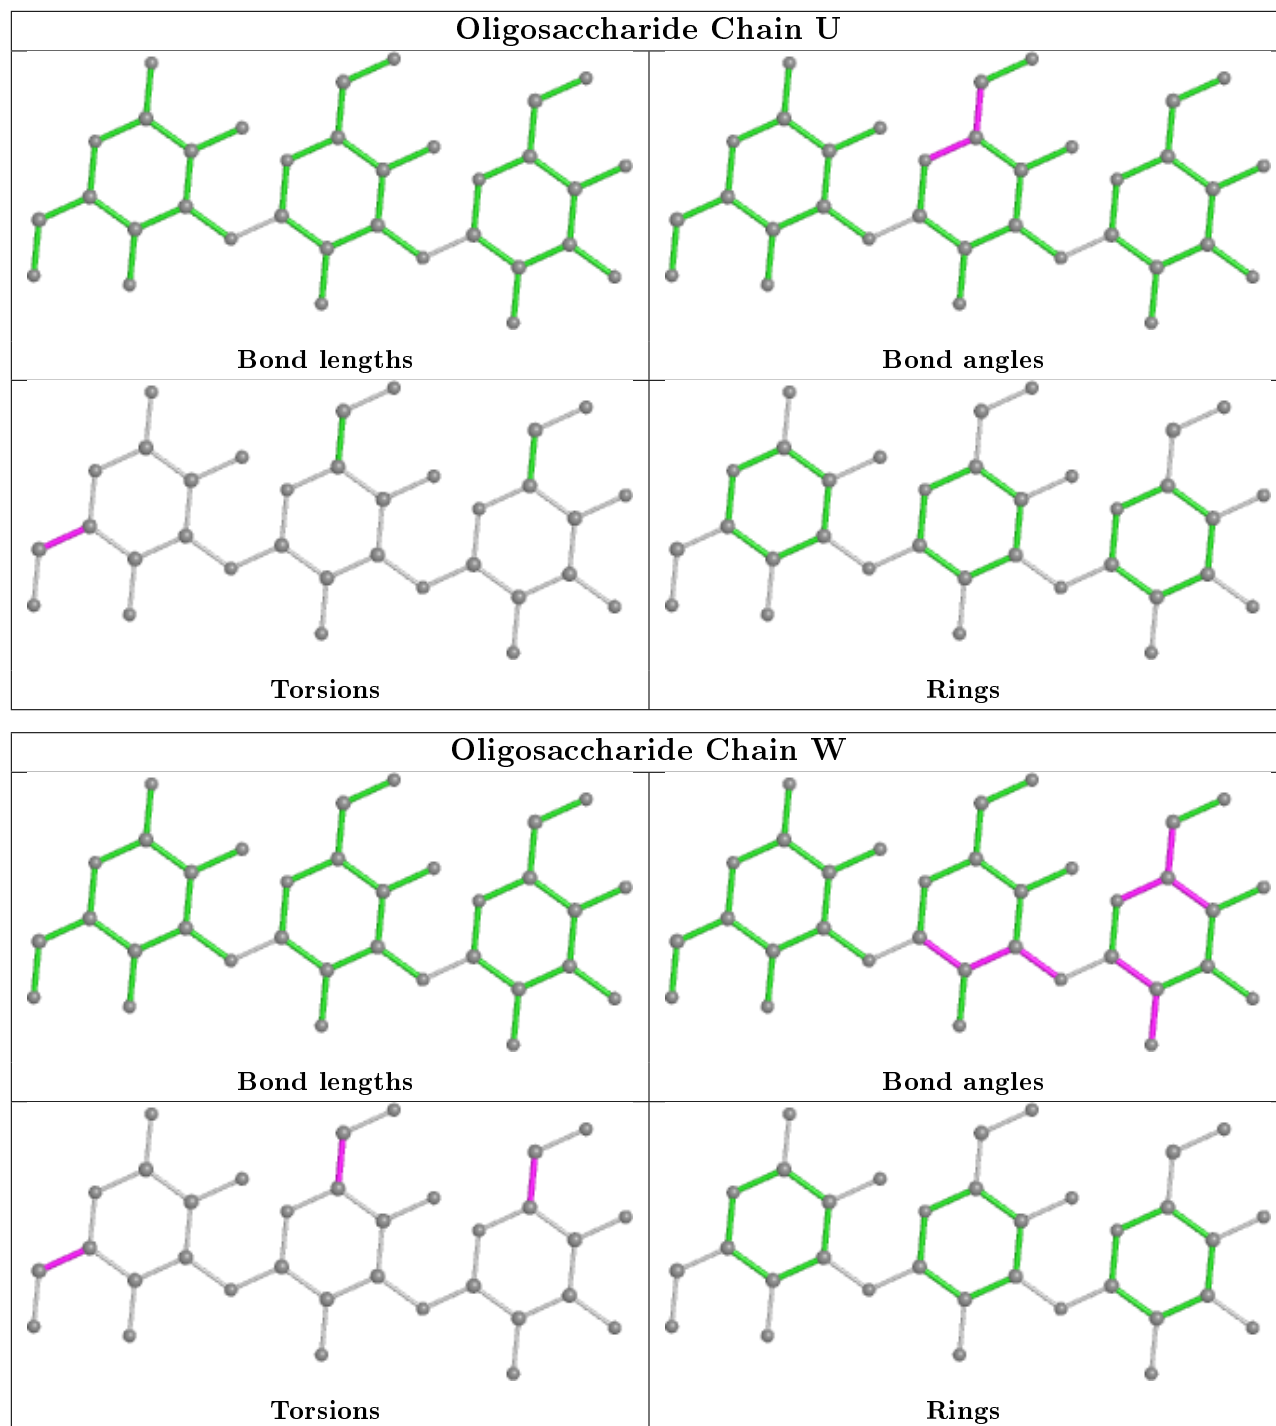 Oligosaccharide Chain U
Bond lengths
Bond angles
Torsions
Rings
Oligosaccharide Chain W
Bond lengths
Bond angles
Torsions
Rings